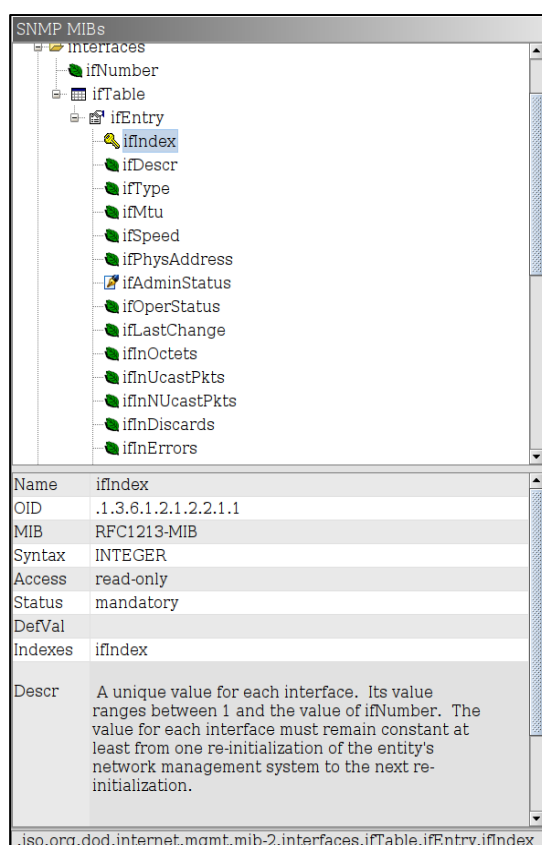 SNMP MIBs
interfaces
ifNumber
ifTable
ifEntry
ifIndex
ifDescr
ifType
ifMtu
ifSpeed
ifPhysAddress
ifAdminStatus
ifOperStatus
ifLastChange
ifInOctets
ifInUcastPkts
ifInNUcastPkts
ifInDiscards
ifInErrors
Name ifIndex
OID .1.3.6.1.2.1.2.2.1.1
MIB RFC1213-MIB
Syntax INTEGER
Access read-only
Status mandatory
DefVal
Indexes ifIndex
Descr A unique value for each interface. Its value
ranges between 1 and the value of ifNumber. The
value for each interface must remain constant at
least from one re-initialization of the entity's
network management system to the next re-
initialization.
.iso.org.dod.internet.mgmt.mib-2.interfaces.ifTable.ifEntry.ifIndex